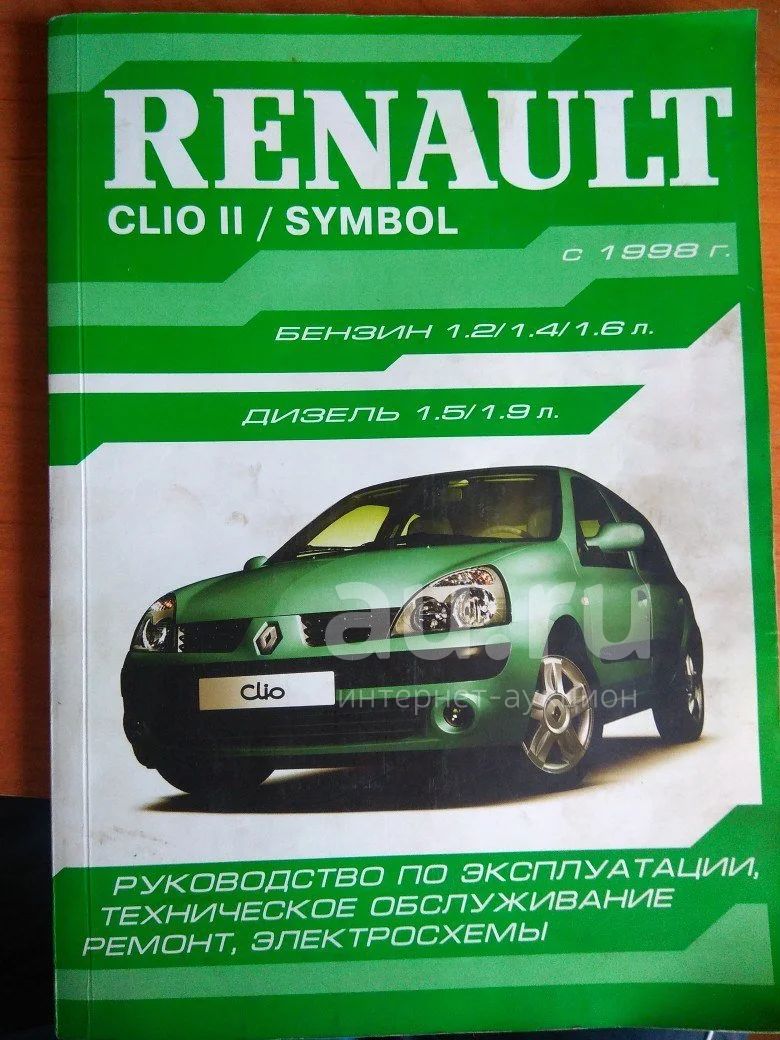 RENAULT
CLIO II / SYMBOL
С 1998 Г.
БЕНЗИН 1.2/1.4/1.6 л.
ДИЗЕЛЬ 1.5/1.9 л.
au.ru
интернет-аукцион
Clio
РУКОВОДСТВО ПО ЭКСПЛУАТАЦИИ,
ТЕХНИЧЕСКОЕ ОБСЛУЖИВАНИЕ
РЕМОНТ, ЭЛЕКТРОСХЕМЫ